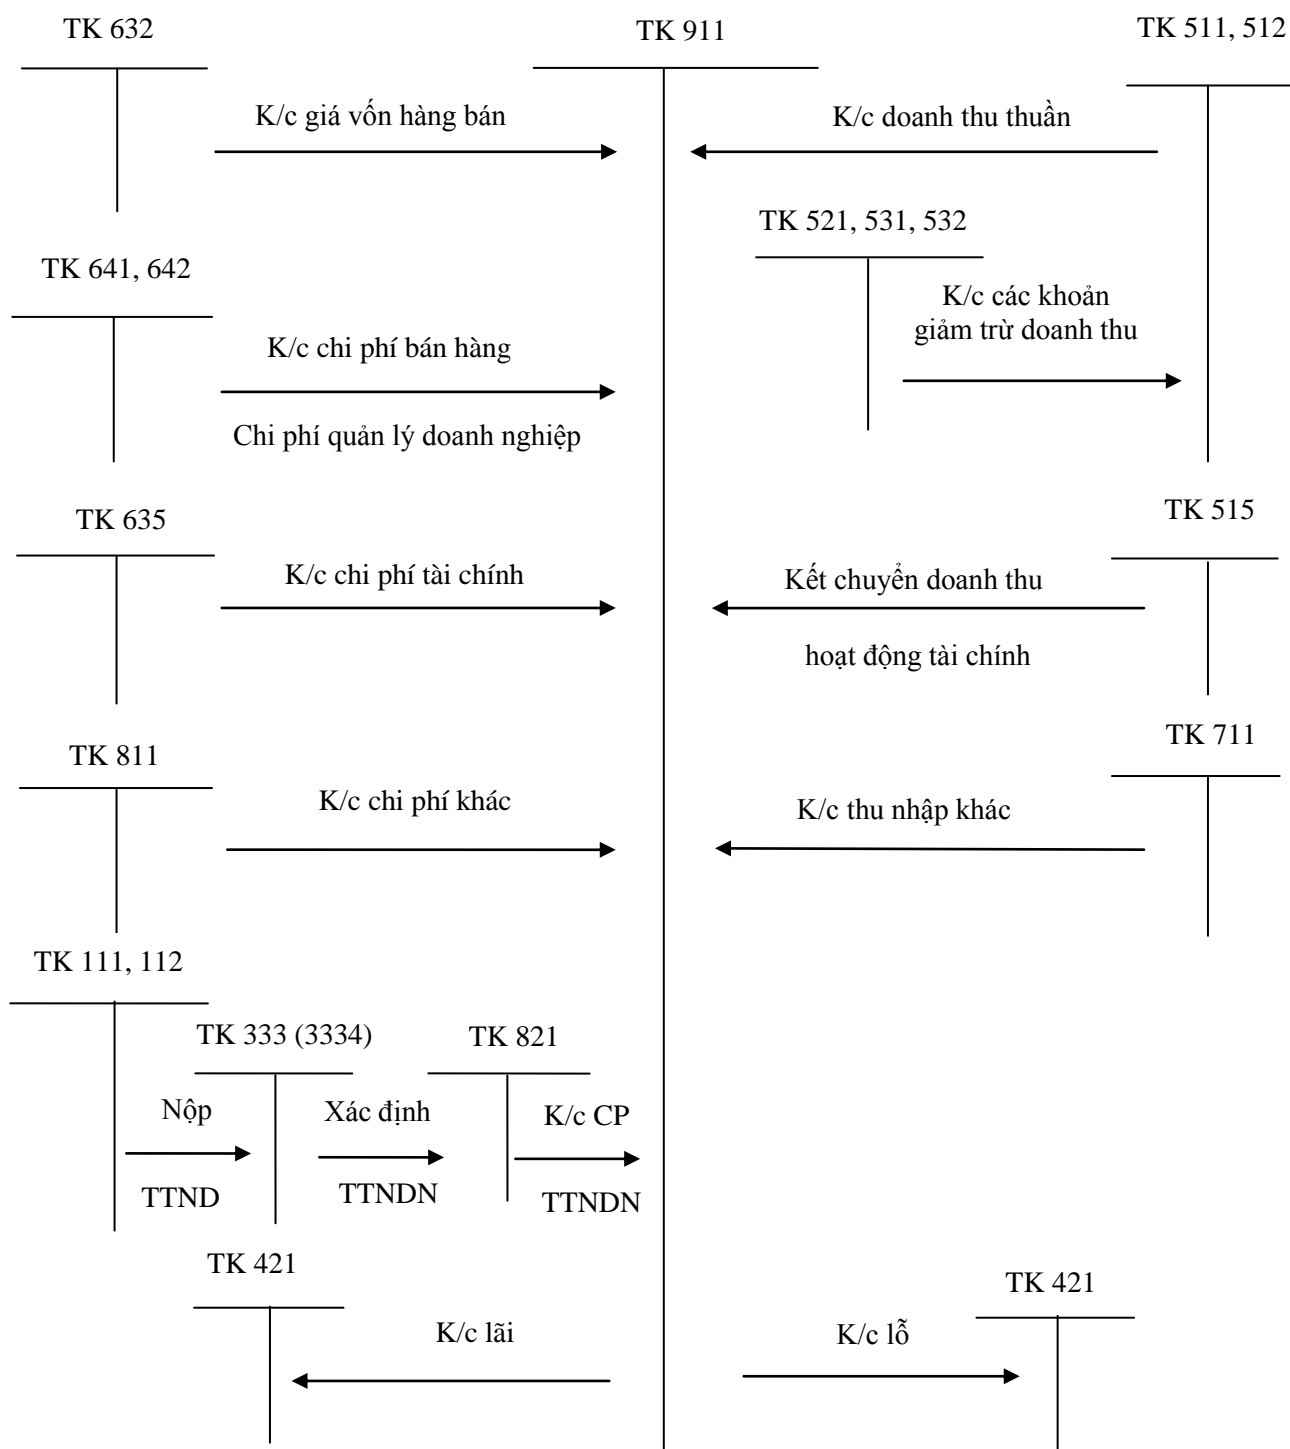 TK 632
TK 911
TK 511, 512
K/c giá vốn hàng bán
K/c doanh thu thuần
TK 521, 531, 532
TK 641, 642
K/c các khoản
giảm trừ doanh thu
K/c chi phí bán hàng
Chi phí quản lý doanh nghiệp
TK 635
TK 515
K/c chi phí tài chính
Kết chuyển doanh thu
hoạt động tài chính
TK 811
TK 711
K/c chi phí khác
K/c thu nhập khác
TK 111, 112
TK 333 (3334)
TK 821
Nộp
Xác định
K/c CP
TTND
TTNDN
TTNDN
TK 421
TK 421
K/c lãi
K/c lỗ